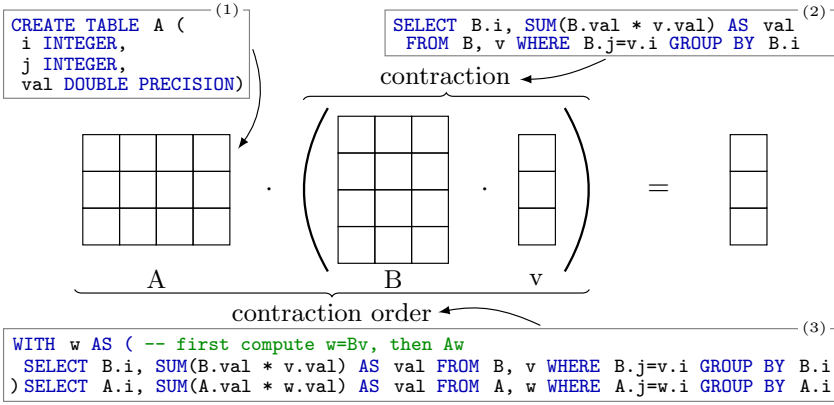 (1)
CREATE TABLE A (
i INTEGER,
j INTEGER,
val DOUBLE PRECISION)
(2)
SELECT B.i, SUM(B.val * v.val) AS val
FROM B, v WHERE B.j=v.i GROUP BY B.i
contraction
· ( · ) =
A B v
contraction order
(3)
WITH w AS ( -- first compute w=Bv, then Aw
SELECT B.i, SUM(B.val * v.val) AS val FROM B, v WHERE B.j=v.i GROUP BY B.i
) SELECT A.i, SUM(A.val * w.val) AS val FROM A, w WHERE A.j=w.i GROUP BY A.i